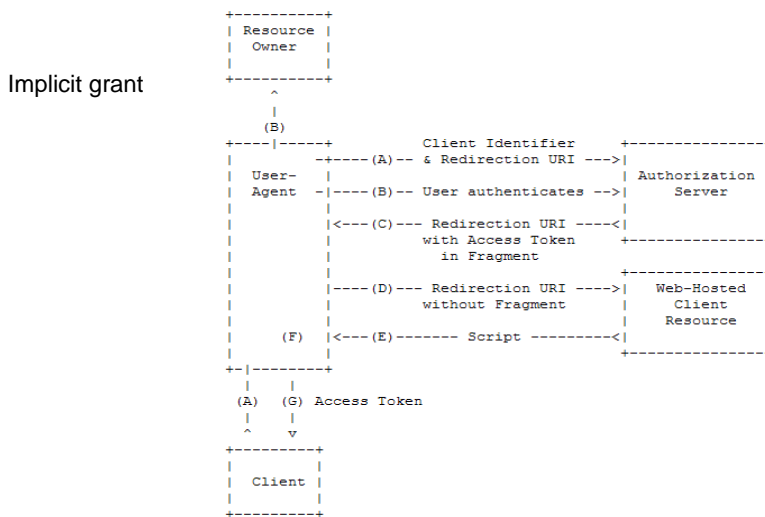 +----------+
| Resource |
| Owner |
| |
+----------+
Implicit grant
^
|
(B)
+----|-----+ Client Identifier +---------------
| -+----(A)-- & Redirection URI --->|
| User- | | Authorization
| Agent -|----(B)-- User authenticates -->| Server
| | |
| |<---(C)--- Redirection URI ----<|
| | with Access Token +---------------
| | in Fragment
| | +---------------
| |----(D)--- Redirection URI ---->| Web-Hosted
| | without Fragment | Client
| | | Resource
| (F) |<---(E)------- Script ---------<|
| | +---------------
+-|--------+
| |
(A) (G) Access Token
| |
^ v
+---------+
| |
| Client |
| |
+---------+